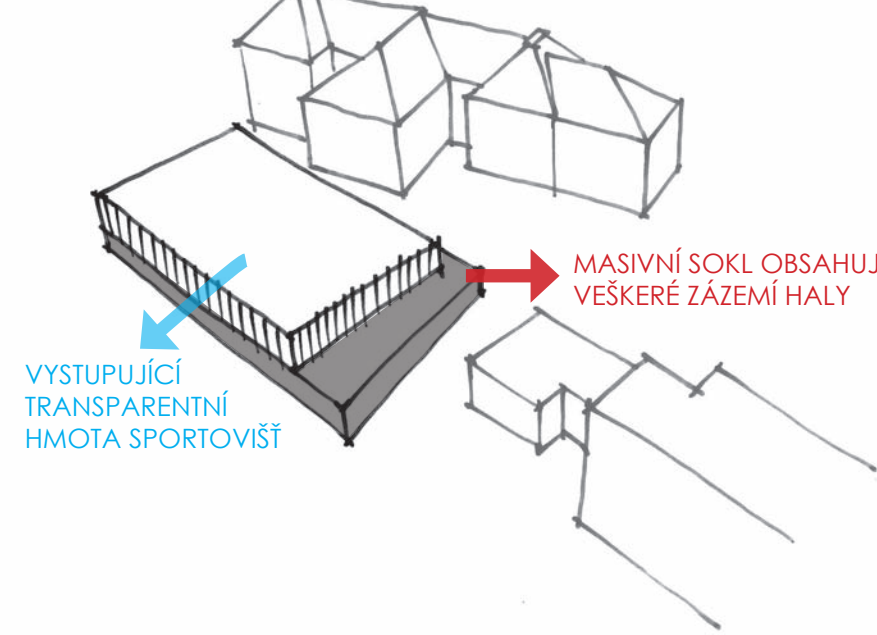 MASIVNÍ SOKL OBSAHUJ
VEŠKERÉ ZÁZEMÍ HALY
VYSTUPUJÍCÍ
TRANSPARENTNÍ
HMOTA SPORTOVIŠŤ